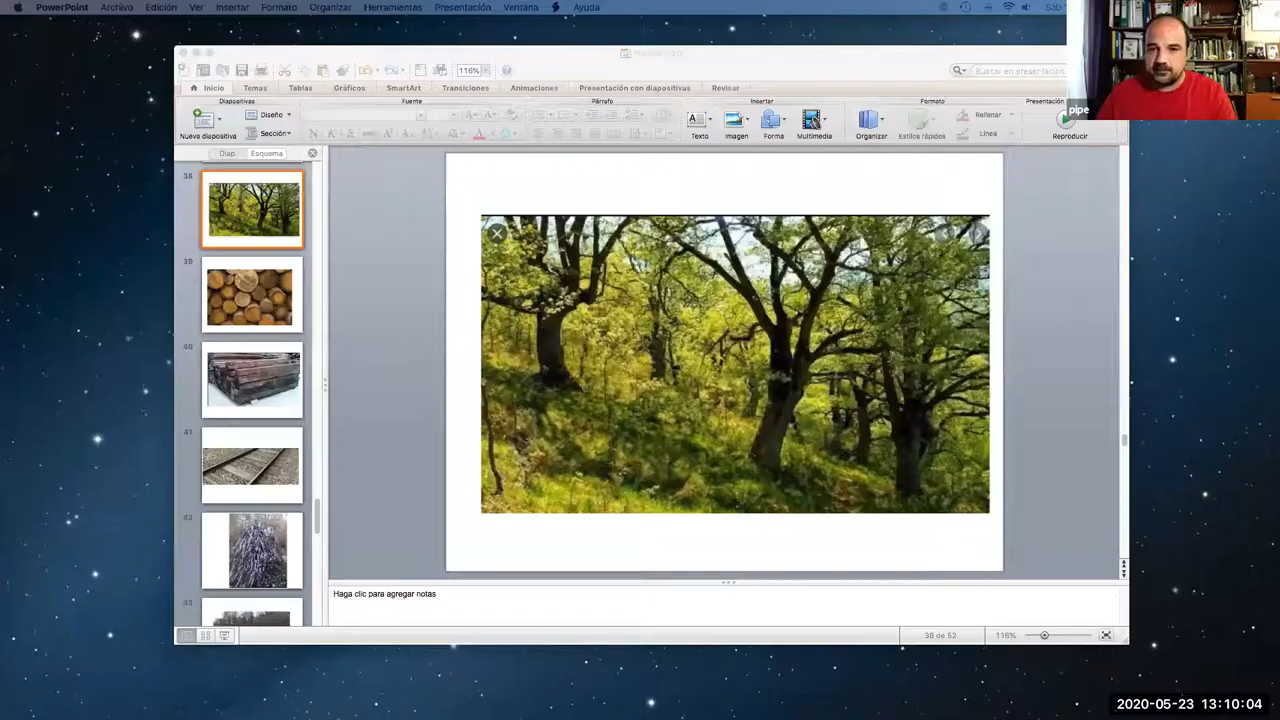 PowerPoint Archivo Edición Ver Insertar Formato Organizar Herramientas Presentación Ventana Ayuda
pipe
116%
Buscar en presentación
Inicio Temas Tablas Gráficos SmartArt Transiciones Animaciones Presentación con diapositivas Revisar
Diapositivas Fuente Párrafo Insertar Formato Presentación
Nueva diapositiva Diseño Sección Texto Imagen Forma Multimedia Organizar Estilos rápidos Rellenar Línea Reproducir
Diap. Esquema
38
39
40
41
42
43
Haga clic para agregar notas
38 de 52 116%
2020-05-23 13:10:04